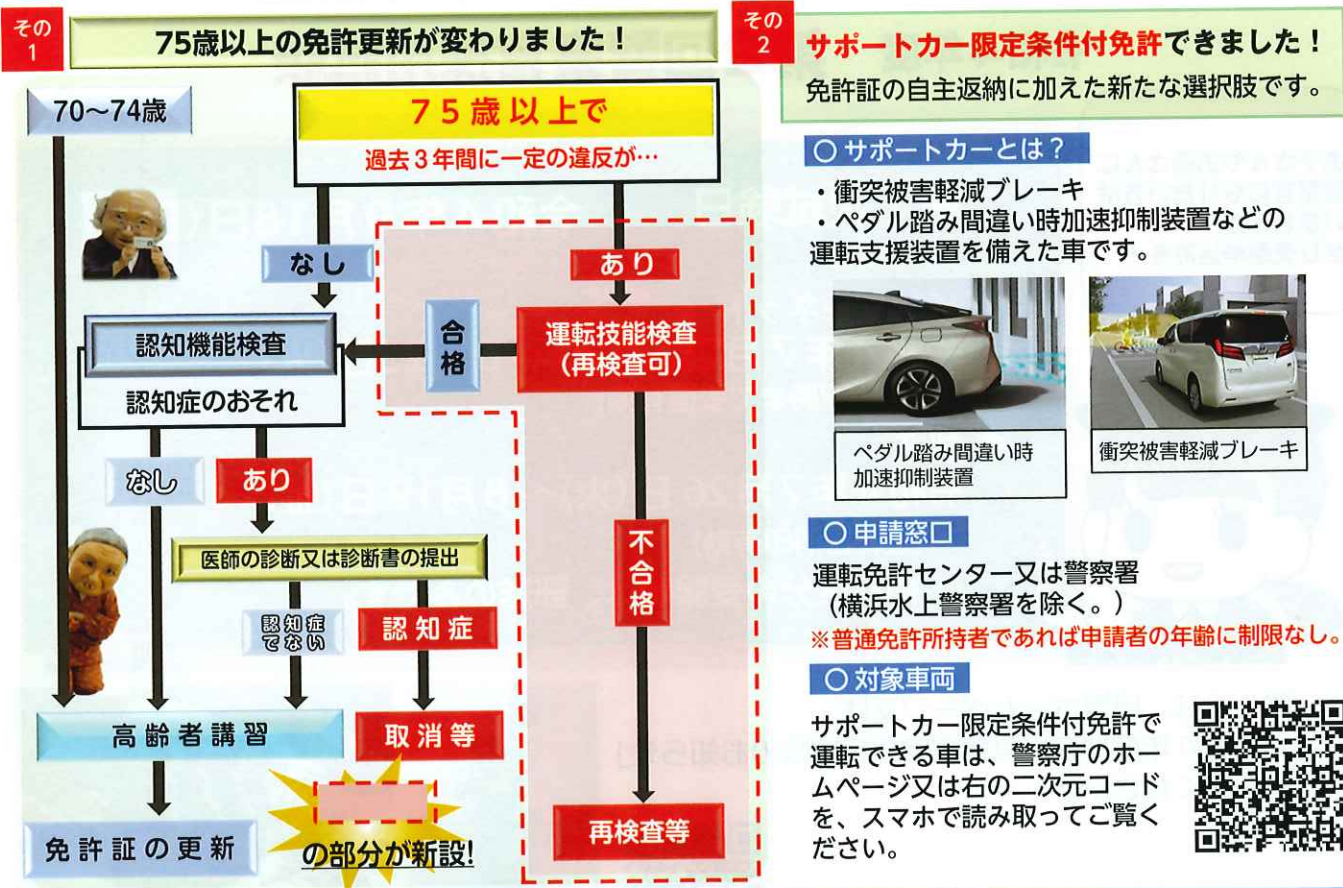 その
1
75歳以上の免許更新が変わりました！
70～74歳
７５歳以上で
過去３年間に一定の違反が…
なし
あり
認知機能検査
認知症のおそれ
合格
運転技能検査
（再検査可）
なし
あり
医師の診断又は診断書の提出
認知症
でない
認知症
不合格
高齢者講習
取消等
免許証の更新
の部分が新設!
再検査等
その
2
サポートカー限定条件付免許できました！
免許証の自主返納に加えた新たな選択肢です。
〇サポートカーとは？
・衝突被害軽減ブレーキ
・ペダル踏み間違い時加速抑制装置などの
運転支援装置を備えた車です。
ペダル踏み間違い時
加速抑制装置
衝突被害軽減ブレーキ
〇申請窓口
運転免許センター又は警察署
（横浜水上警察署を除く。）
※普通免許所持者であれば申請者の年齢に制限なし。
〇対象車両
サポートカー限定条件付免許で
運転できる車は、警察庁のホー
ムページ又は右の二次元コード
を、スマホで読み取ってご覧く
ださい。